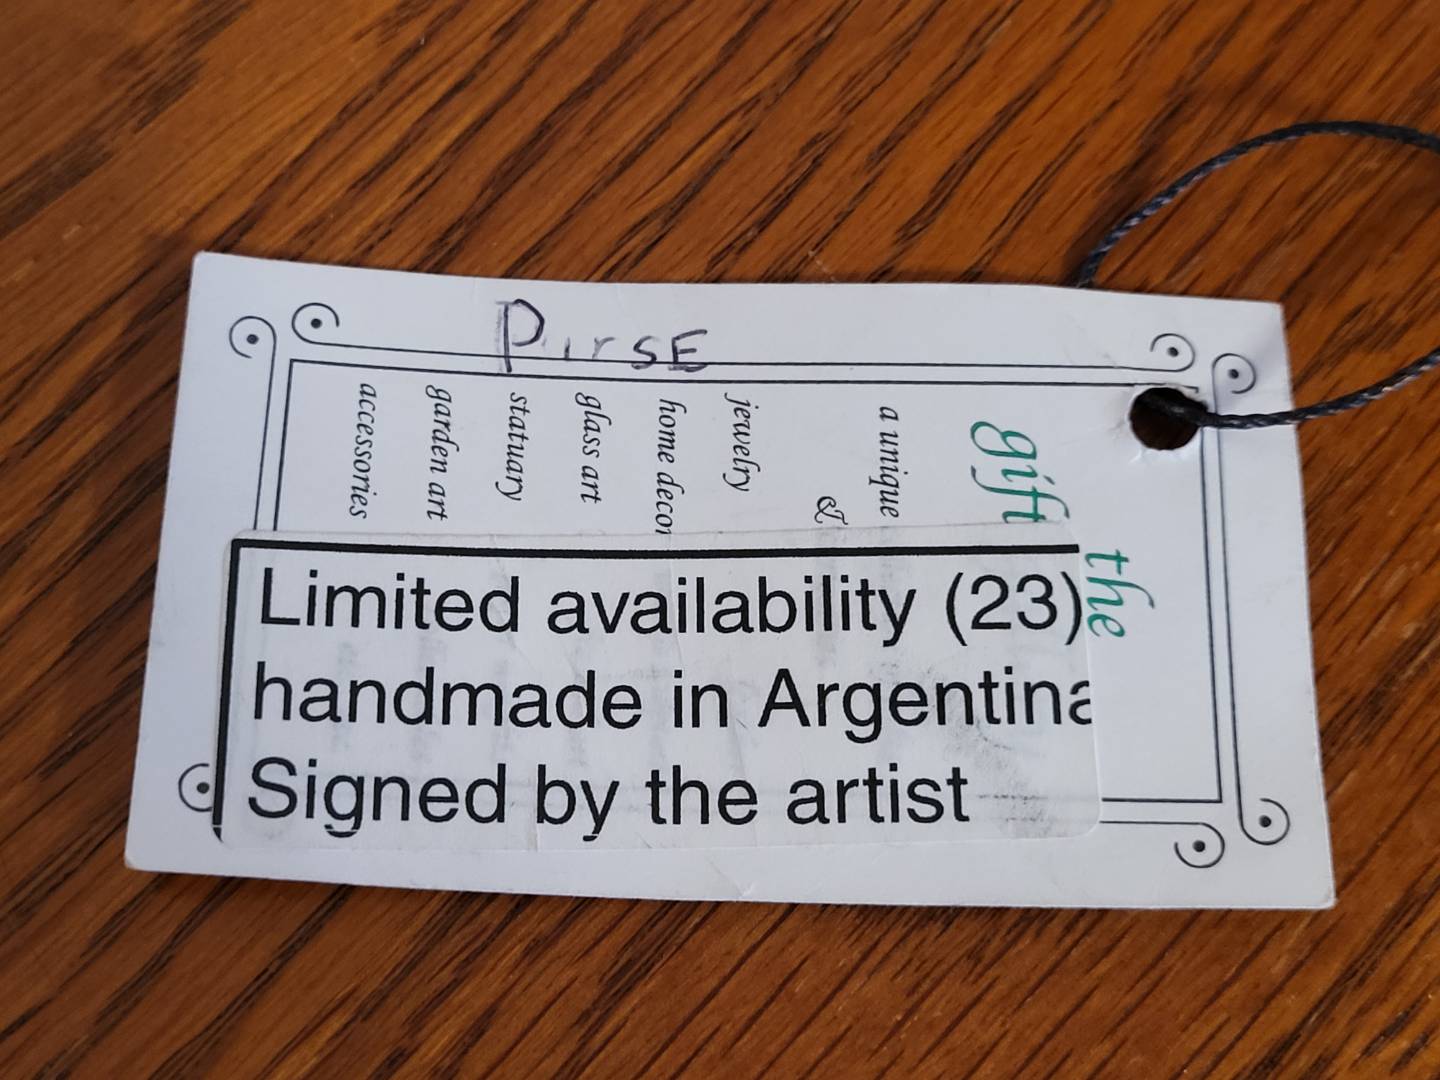 PurSE
the
gift
a unique
&
jewelry
home decor
glass art
statuary
garden art
accessories
Limited availability (23)
handmade in Argentina
Signed by the artist